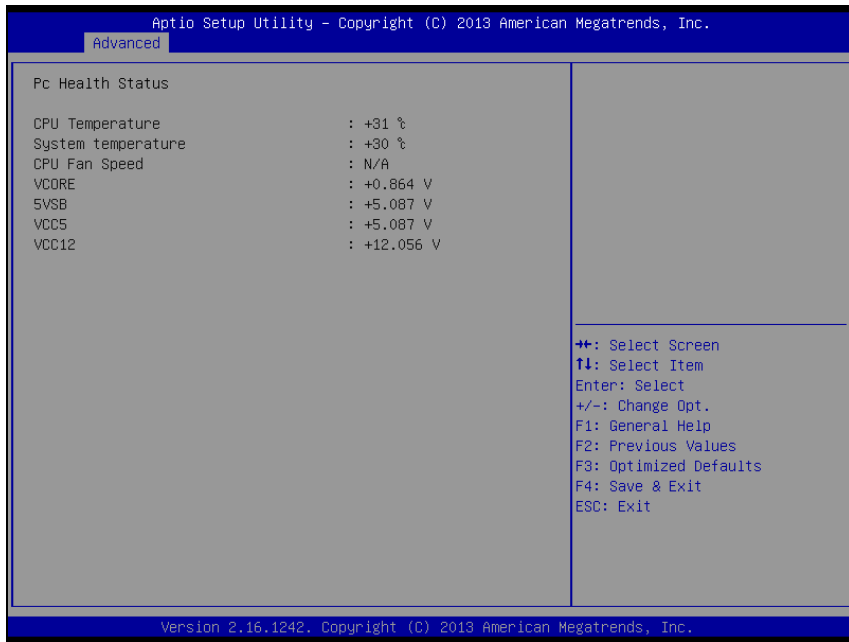 Aptio Setup Utility – Copyright (C) 2013 American Megatrends, Inc.
Advanced
Pc Health Status
CPU Temperature : +31 ℃
System temperature : +30 ℃
CPU Fan Speed : N/A
VCORE : +0.864 V
5VSB : +5.087 V
VCC5 : +5.087 V
VCC12 : +12.056 V
→←: Select Screen
↑↓: Select Item
Enter: Select
+/-: Change Opt.
F1: General Help
F2: Previous Values
F3: Optimized Defaults
F4: Save & Exit
ESC: Exit
Version 2.16.1242. Copyright (C) 2013 American Megatrends, Inc.